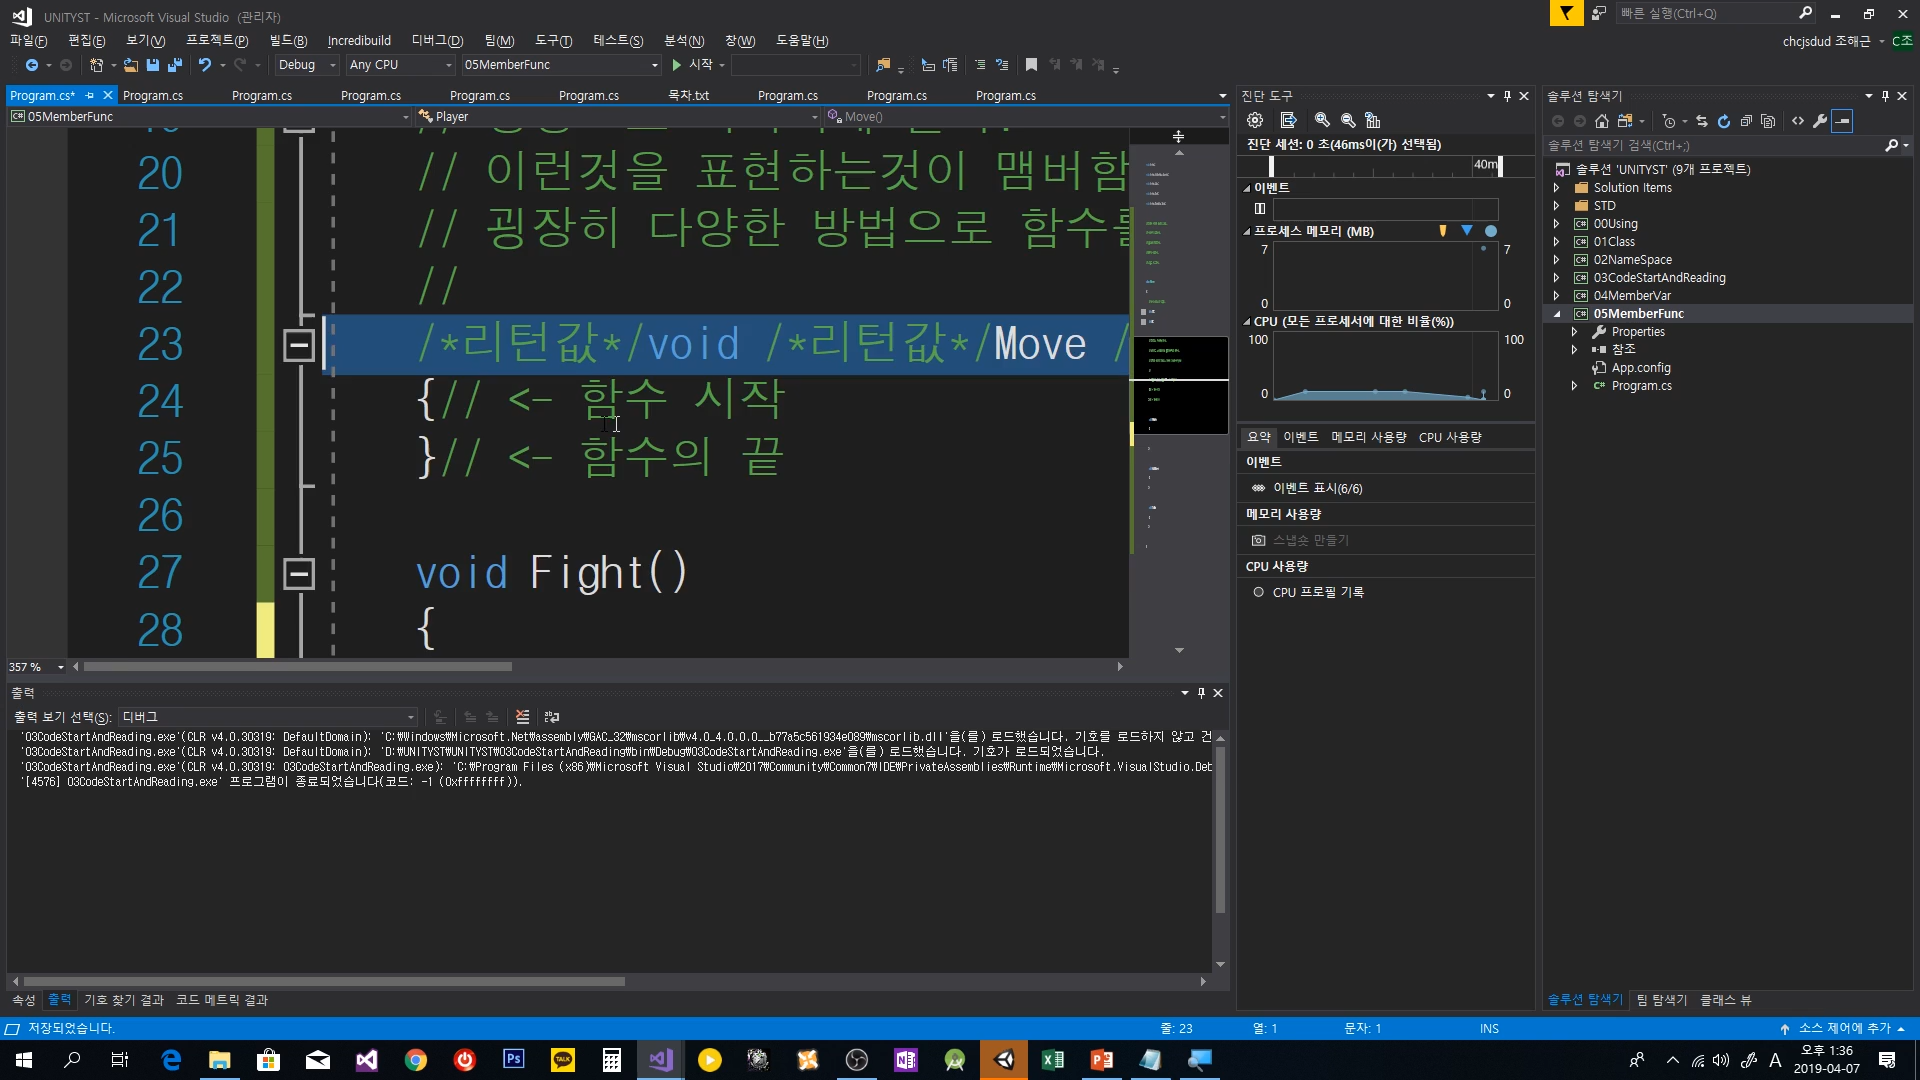 UNITYST - Microsoft Visual Studio (관리자)
빠른 실행(Ctrl+Q)
파일(F) 편집(E) 보기(V) 프로젝트(P) 빌드(B) Incredibuild 디버그(D) 팀(M) 도구(T) 테스트(S) 분석(N) 창(W) 도움말(H)
chcjsdud 조해근 C조
Debug Any CPU 05MemberFunc 시작
Program.cs* Program.cs Program.cs Program.cs Program.cs Program.cs 목차.txt Program.cs Program.cs Program.cs
05MemberFunc Player Move()
20 // 이런것을 표현하는것이 맴버함
21 // 굉장히 다양한 방법으로 함수를
22 //
23 /*리턴값*/void /*리턴값*/Move /
24 {// <- 함수 시작
25 }// <- 함수의 끝
26
27 void Fight()
28 {
357 %
진단 도구
진단 세션: 0 초(46ms이(가) 선택됨)
40m
이벤트
프로세스 메모리 (MB)
7 7
0 0
CPU (모든 프로세서에 대한 비율(%))
100 100
0 0
요약 이벤트 메모리 사용량 CPU 사용량
이벤트
이벤트 표시(6/6)
메모리 사용량
스냅숏 만들기
CPU 사용량
CPU 프로필 기록
솔루션 탐색기
솔루션 탐색기 검색(Ctrl+;)
솔루션 'UNITYST' (9개 프로젝트)
Solution Items
STD
00Using
01Class
02NameSpace
03CodeStartAndReading
04MemberVar
05MemberFunc
Properties
참조
App.config
Program.cs
솔루션 탐색기 팀 탐색기 클래스 뷰
출력
출력 보기 선택(S): 디버그
'03CodeStartAndReading.exe'(CLR v4.0.30319: DefaultDomain): 'C:₩Windows₩Microsoft.Net₩assembly₩GAC_32₩mscorlib₩v4.0_4.0.0.0__b77a5c561934e089₩mscorlib.dll'을(를) 로드했습니다. 기호를 로드하지 않고 건
'03CodeStartAndReading.exe'(CLR v4.0.30319: DefaultDomain): 'D:₩UNITYST₩UNITYST₩03CodeStartAndReading₩bin₩Debug₩03CodeStartAndReading.exe'을(를) 로드했습니다. 기호가 로드되었습니다.
'03CodeStartAndReading.exe'(CLR v4.0.30319: 03CodeStartAndReading.exe): 'C:₩Program Files (x86)₩Microsoft Visual Studio₩2017₩Community₩Common7₩IDE₩PrivateAssemblies₩Runtime₩Microsoft.VisualStudio.Deb
'[4576] 03CodeStartAndReading.exe' 프로그램이 종료되었습니다(코드: -1 (0xffffffff)).
속성 출력 기호 찾기 결과 코드 메트릭 결과
저장되었습니다. 줄: 23 열: 1 문자: 1 INS 소스 제어에 추가
오후 1:36
2019-04-07